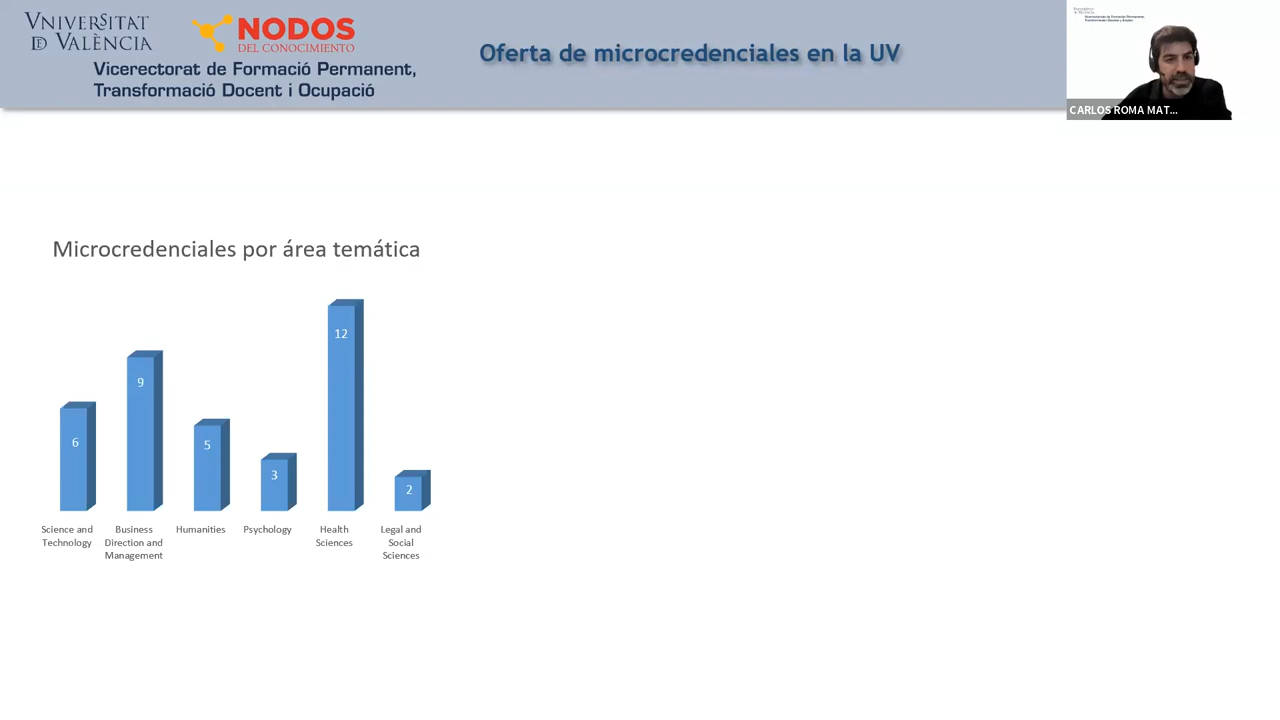 VNIVERSITAT
DE VALÈNCIA
NODOS
DEL CONOCIMIENTO
Vicerectorat de Formació Permanent,
Transformació Docent i Ocupació
Oferta de microcredenciales en la UV
CARLOS ROMA MAT...
Microcredenciales por área temática
12
9
6
5
3
2
Science and
Technology
Business
Direction and
Management
Humanities
Psychology
Health
Sciences
Legal and
Social
Sciences